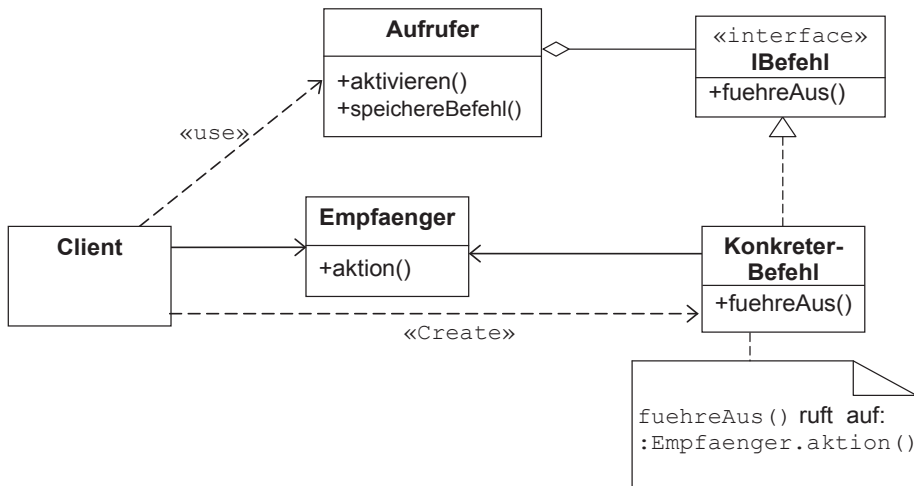 Aufrufer
+aktivieren()
+speichereBefehl()
«interface»
IBefehl
+fuehreAus()
«use»
Client
Empfaenger
+aktion()
Konkreter-
Befehl
+fuehreAus()
«Create»
fuehreAus() ruft auf:
:Empfaenger.aktion()